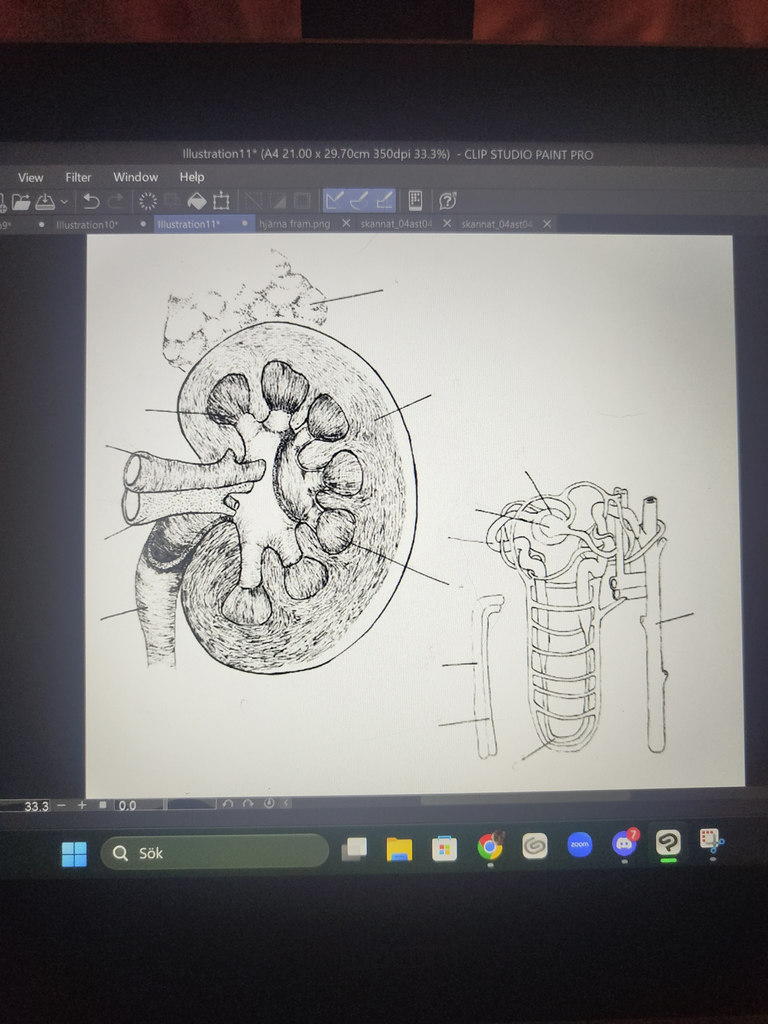 Illustration11* (A4 21.00 x 29.70cm 350dpi 33.3%) - CLIP STUDIO PAINT PRO
View Filter Window Help
Illustration10* Illustration11* hjärna fram.png skannat_04ast04 skannat_04ast04
33.3 0.0
Sök zoom 7